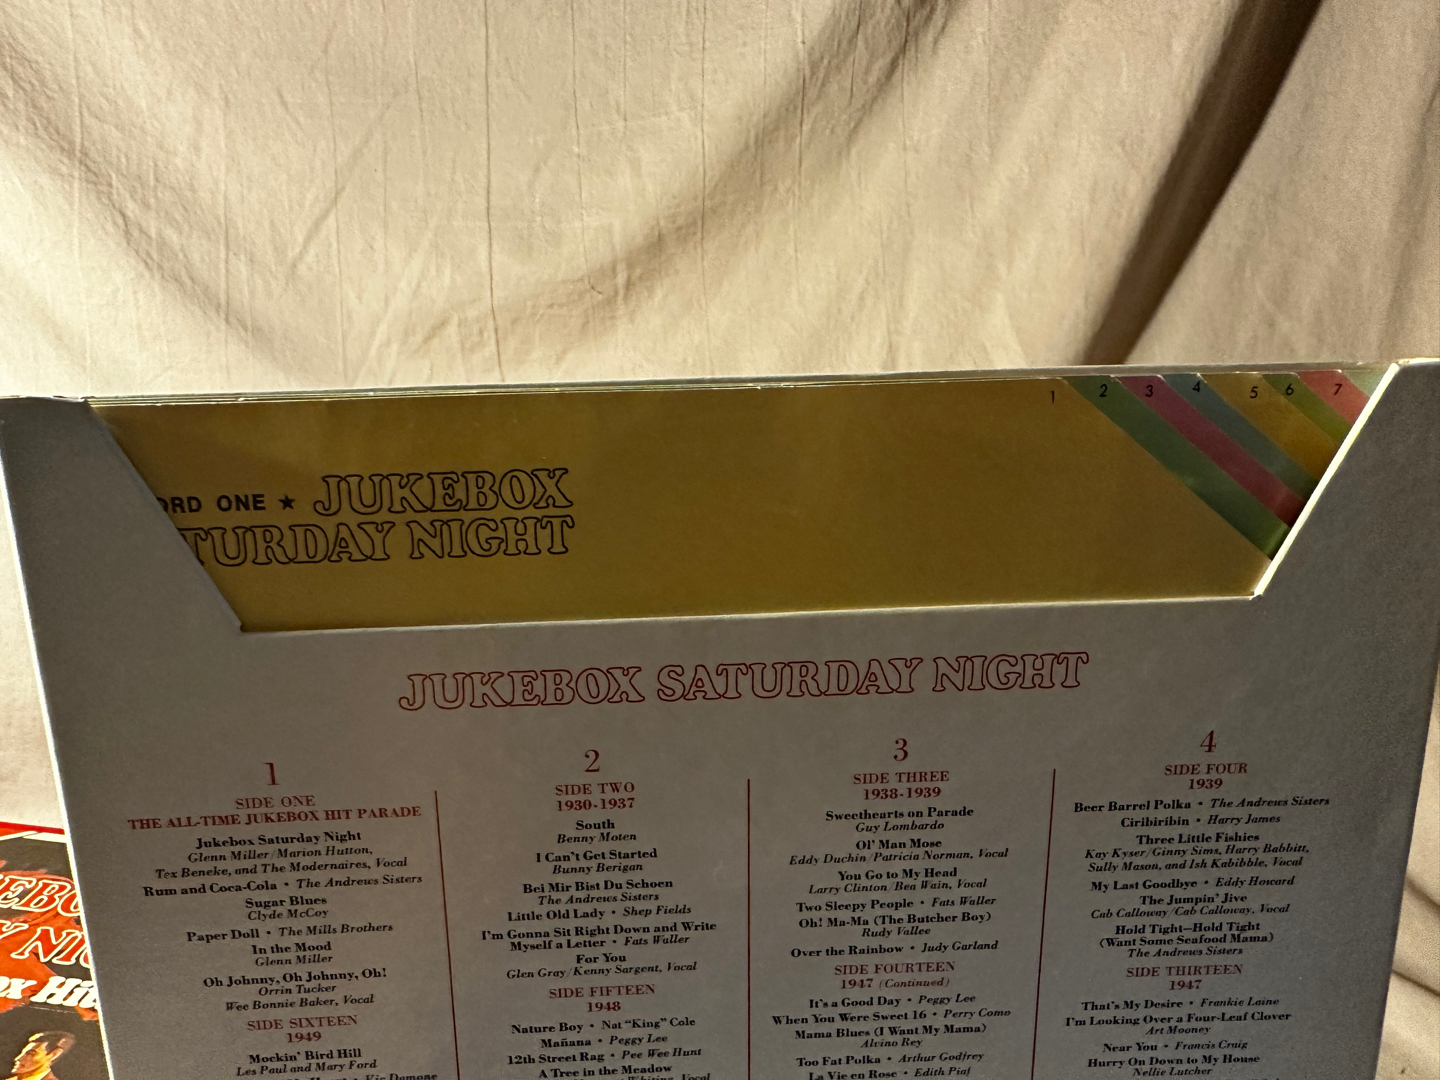 1 2 3 4 5 6 7
ONE ★ JUKEBOX
NIGHT
JUKEBOX SATURDAY NIGHT
1
SIDE ONE
THE ALL-TIME JUKEBOX HIT PARADE
Jukebox Saturday Night
Glenn Miller/Marion Hutton,
Tex Beneke, and The Modernaires, Vocal
Rum and Coca-Cola • The Andrews Sisters
Sugar Blues
Clyde McCoy
Paper Doll • The Mills Brothers
In the Mood
Glenn Miller
Oh Johnny, Oh Johnny, Oh!
Orrin Tucker
Wee Bonnie Baker, Vocal
SIDE SIXTEEN
1949
Mockin' Bird Hill
Les Paul and Mary Ford
• Vic Damone
2
SIDE TWO
1930-1937
South
Benny Moten
I Can't Get Started
Bunny Berigan
Bei Mir Bist Du Schoen
The Andrews Sisters
Little Old Lady • Shep Fields
I'm Gonna Sit Right Down and Write
Myself a Letter • Fats Waller
For You
Glen Gray/Kenny Sargent, Vocal
SIDE FIFTEEN
1948
Nature Boy • Nat "King" Cole
Mañana • Peggy Lee
12th Street Rag • Pee Wee Hunt
A Tree in the Meadow
Whiting, Vocal
3
SIDE THREE
1938-1939
Sweethearts on Parade
Guy Lombardo
Ol' Man Mose
Eddy Duchin/Patricia Norman, Vocal
You Go to My Head
Larry Clinton/Bea Wain, Vocal
Two Sleepy People • Fats Waller
Oh! Ma-Ma (The Butcher Boy)
Rudy Vallee
Over the Rainbow • Judy Garland
SIDE FOURTEEN
1947 (Continued)
It's a Good Day • Peggy Lee
When You Were Sweet 16 • Perry Como
Mama Blues (I Want My Mama)
Alvino Rey
Too Fat Polka • Arthur Godfrey
La Vie en Rose • Edith Piaf
4
SIDE FOUR
1939
Beer Barrel Polka • The Andrews Sisters
Ciribiribin • Harry James
Three Little Fishies
Kay Kyser/Ginny Sims, Harry Babbitt,
Sully Mason, and Ish Kabibble, Vocal
My Last Goodbye • Eddy Howard
The Jumpin' Jive
Cab Calloway/Cab Calloway, Vocal
Hold Tight—Hold Tight
(Want Some Seafood Mama)
The Andrews Sisters
SIDE THIRTEEN
1947
That's My Desire • Frankie Laine
I'm Looking Over a Four-Leaf Clover
Art Mooney
Near You • Francis Craig
Hurry On Down to My House
Nellie Lutcher